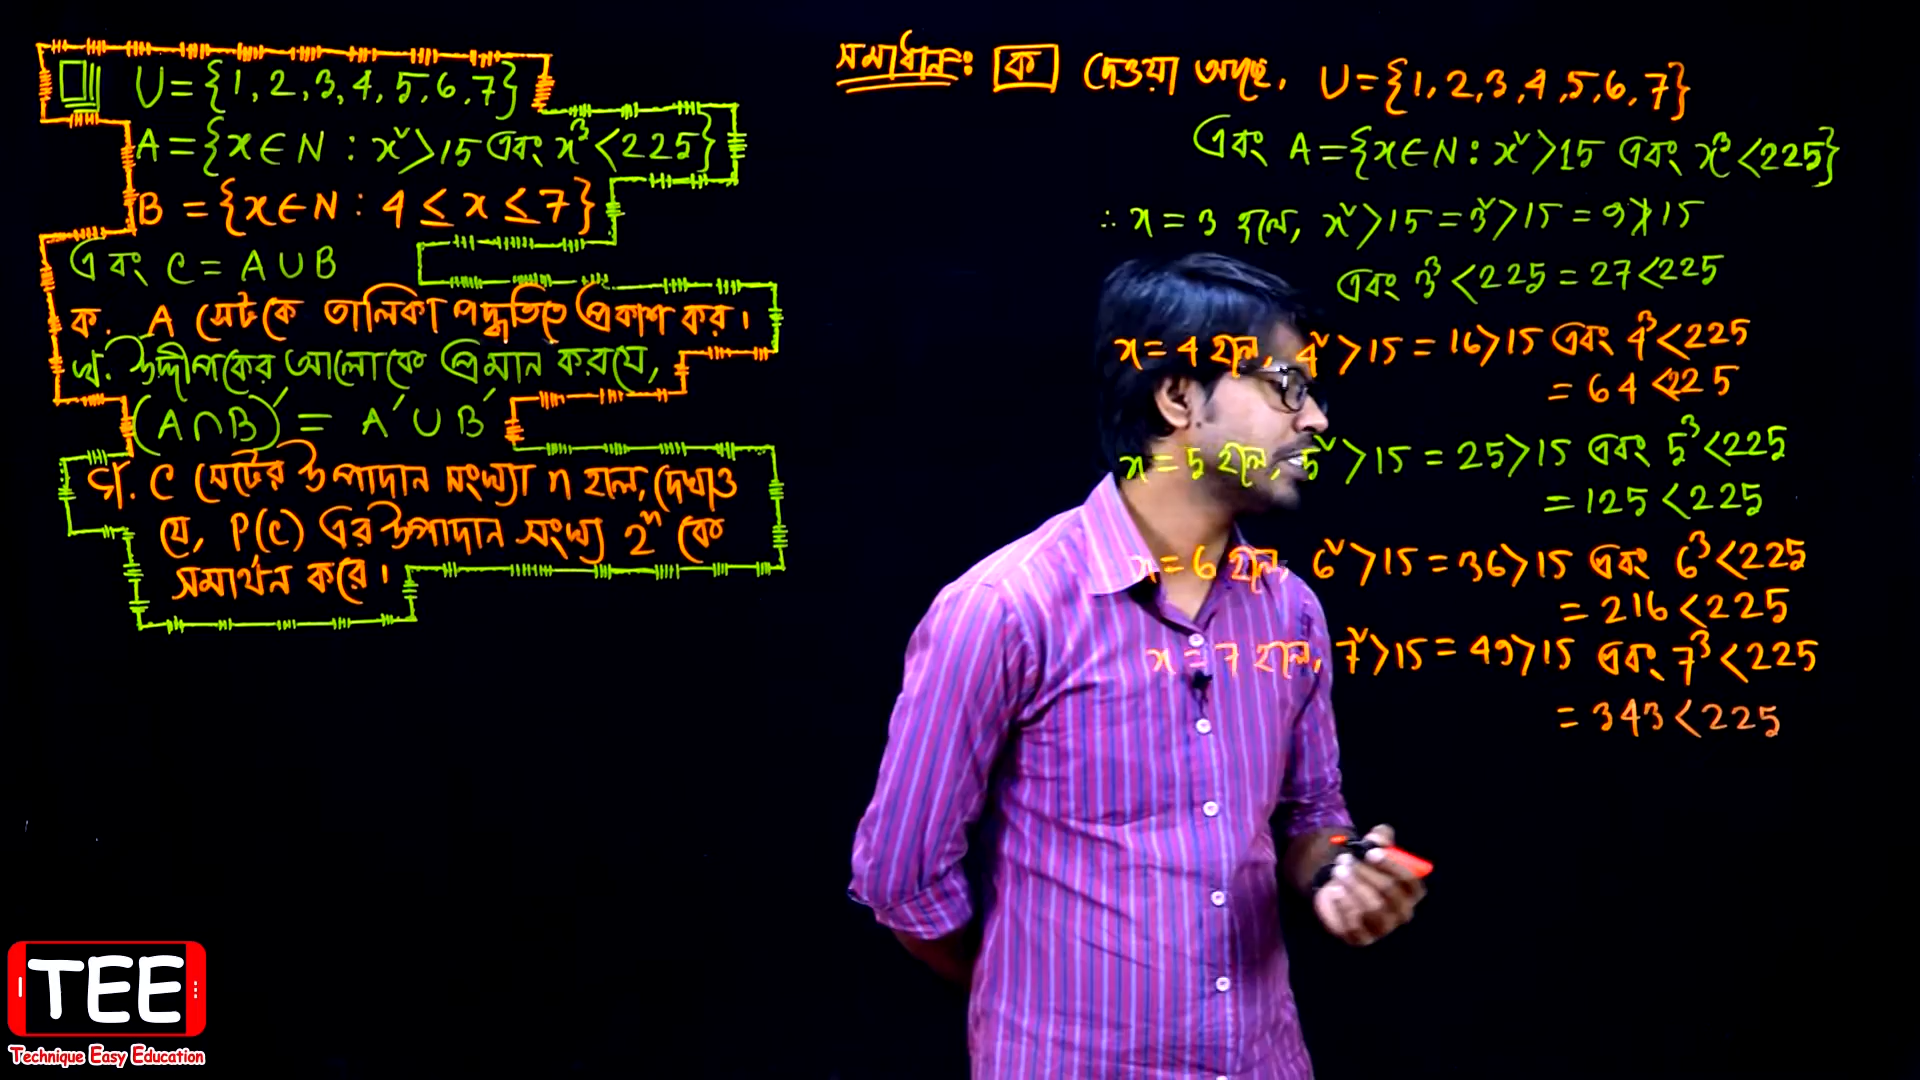 U = {1, 2, 3, 4, 5, 6, 7}
A = {x ∈ N : x² > 15 এবং x³ < 225}
B = {x ∈ N : 4 ≤ x ≤ 7}
এবং C = A ∪ B
ক. A সেটকে তালিকা পদ্ধতিতে প্রকাশ কর।
খ. উদ্দীপকের আলোকে প্রমান কর যে,
(A ∩ B)′ = A′ ∪ B′
গ. C সেটের উপাদান সংখ্যা n হলে, দেখাও
যে, P(C) এর উপাদান সংখ্যা 2ⁿ কে
সমার্থন করে।
সমাধান: ক দেওয়া আছে, U = {1, 2, 3, 4, 5, 6, 7}
এবং A = {x ∈ N : x² > 15 এবং x³ < 225}
∴ x = 3 হলে, x² > 15 = 3² > 15 = 9 ≯ 15
এবং 3³ < 225 = 27 < 225
x = 4 হলে, 4² > 15 = 16 > 15 এবং 4³ < 225
= 64 < 225
x = 5 হলে, 5² > 15 = 25 > 15 এবং 5³ < 225
= 125 < 225
x = 6 হলে, 6² > 15 = 36 > 15 এবং 6³ < 225
= 216 < 225
x = 7 হলে, 7² > 15 = 49 > 15 এবং 7³ < 225
= 343 < 225
TEE
Technique Easy Education